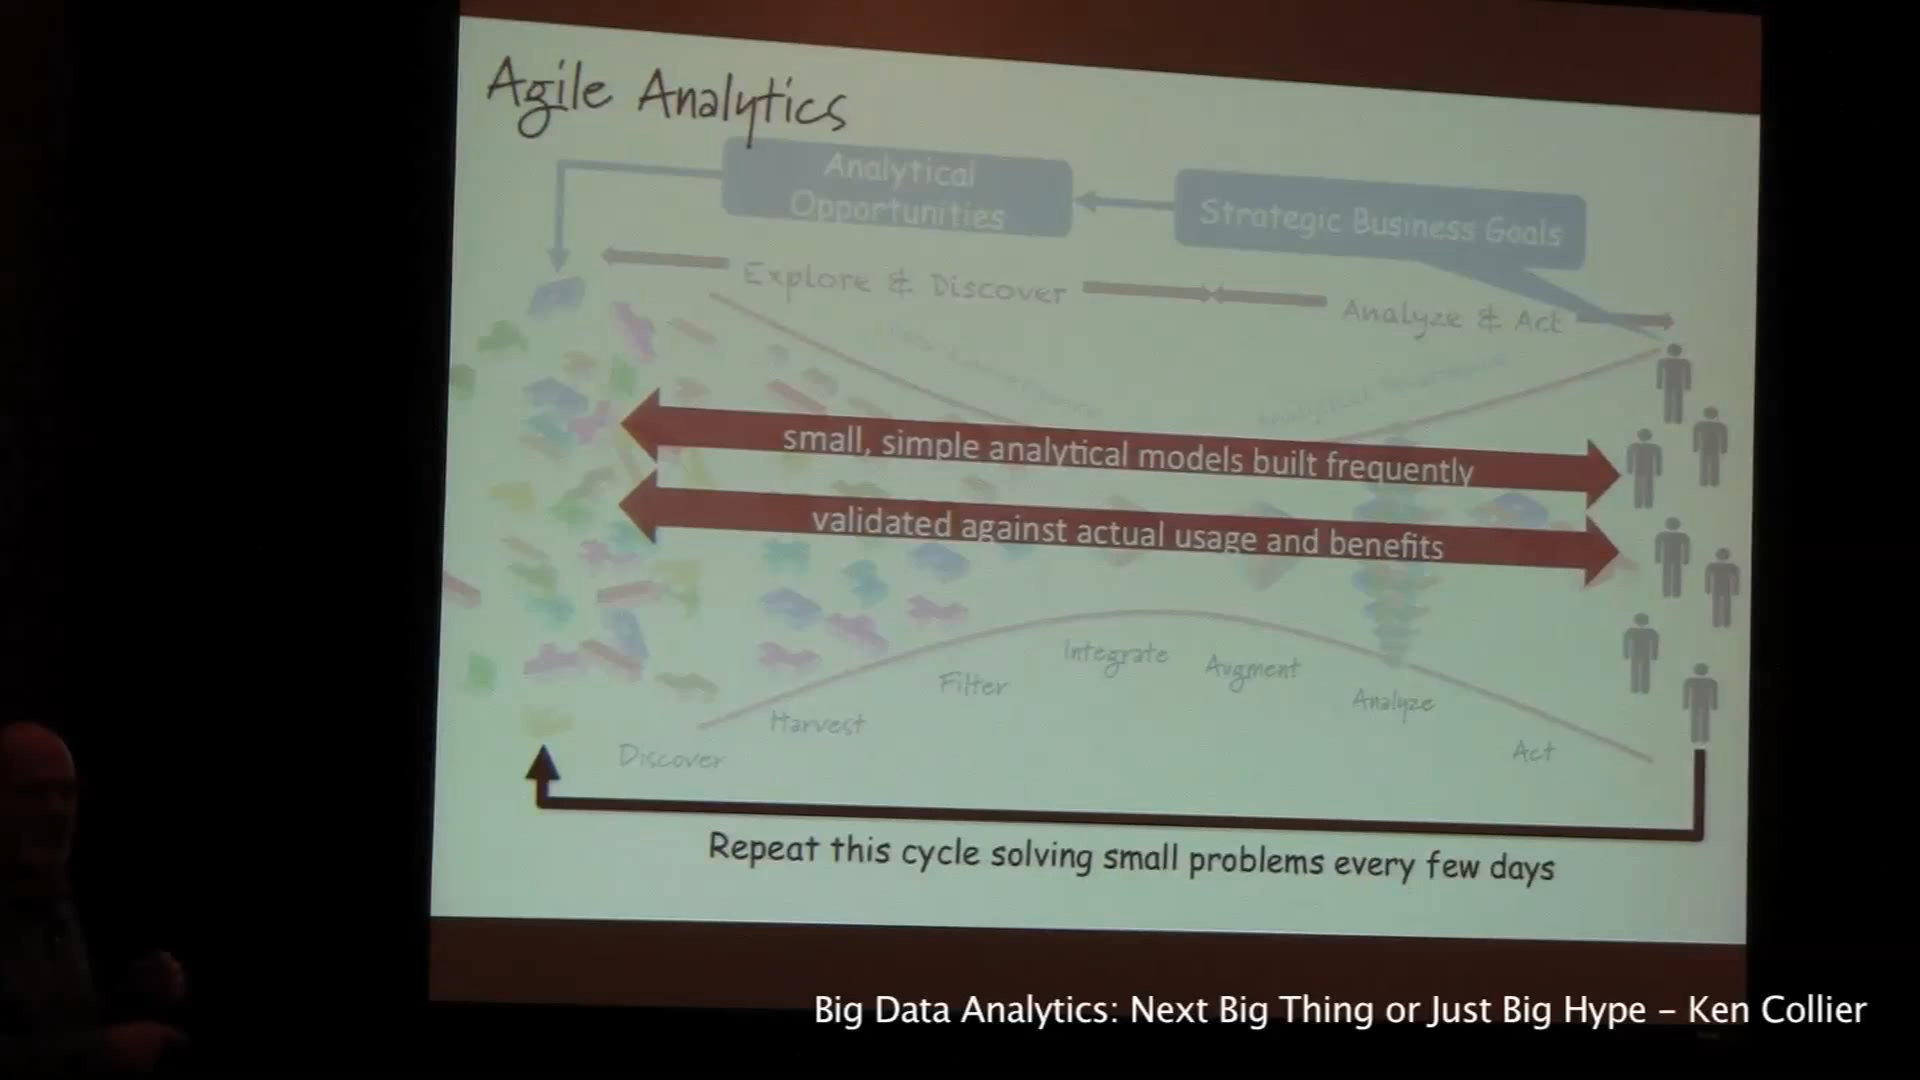 Agile Analytics
Analytical
Opportunities
Strategic Business Goals
Explore & Discover
Analyze & Act
small, simple analytical models built frequently
validated against actual usage and benefits
Integrate
Augment
Filter
Analyze
Harvest
Discover
Act
Repeat this cycle solving small problems every few days
Big Data Analytics: Next Big Thing or Just Big Hype – Ken Collier